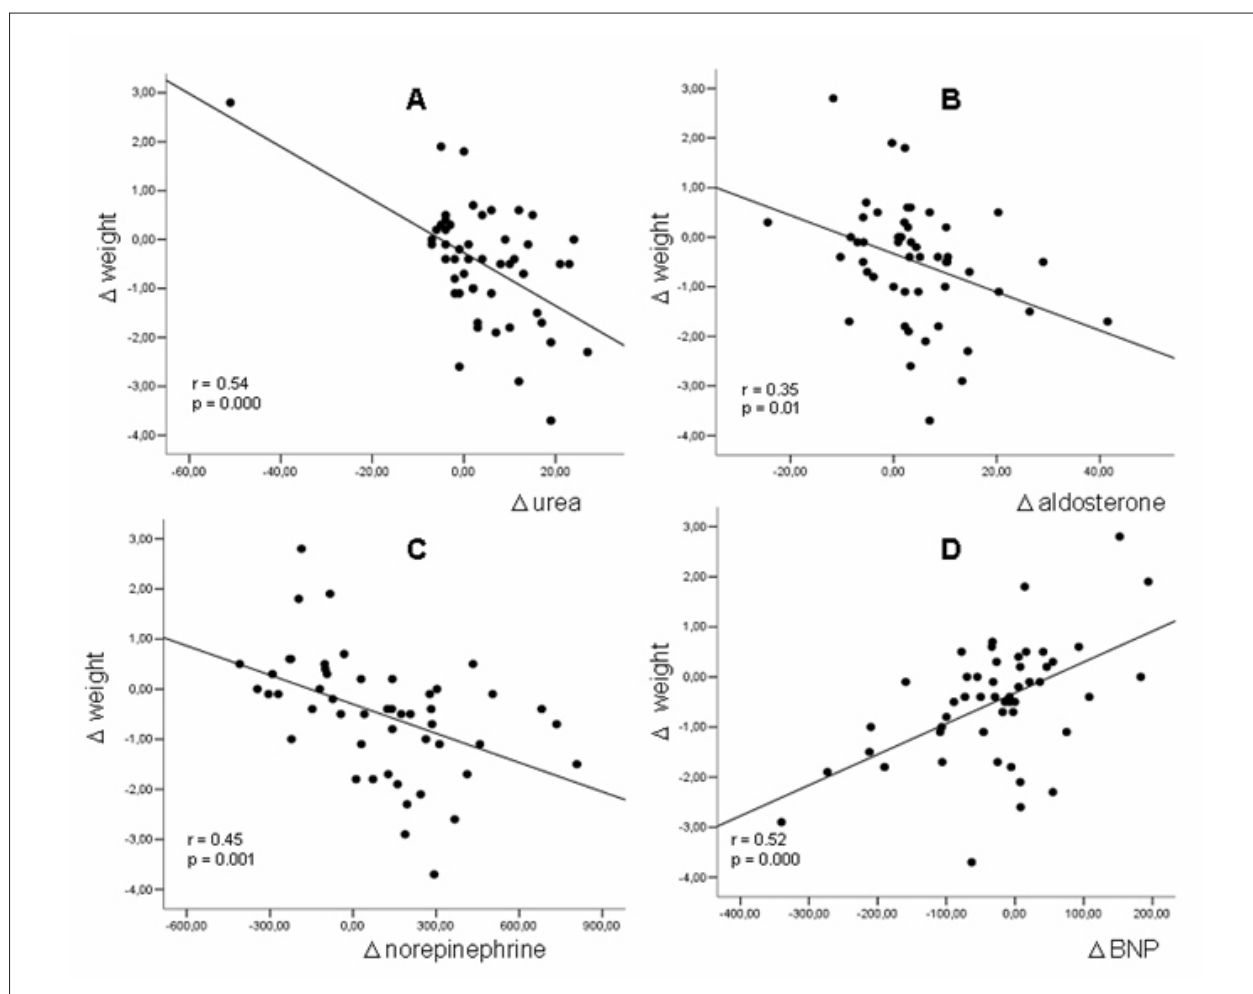 A
3,00
2,00
1,00
0,00
-1,00
-2,00
-3,00
-4,00
Δ weight
r = 0.54
p = 0.000
-60,00 -40,00 -20,00 0,00 20,00
Δ urea
B
3,00
2,00
1,00
0,00
-1,00
-2,00
-3,00
-4,00
Δ weight
r = 0.35
p = 0.01
-20,00 0,00 20,00 40,00
Δ aldosterone
C
3,00
2,00
1,00
0,00
-1,00
-2,00
-3,00
-4,00
Δ weight
r = 0.45
p = 0.001
-600,00 -300,00 0,00 300,00 600,00 900,00
Δ norepinephrine
D
3,00
2,00
1,00
0,00
-1,00
-2,00
-3,00
-4,00
Δ weight
r = 0.52
p = 0.000
-400,00 -300,00 -200,00 -100,00 0,00 100,00 200,00
Δ BNP